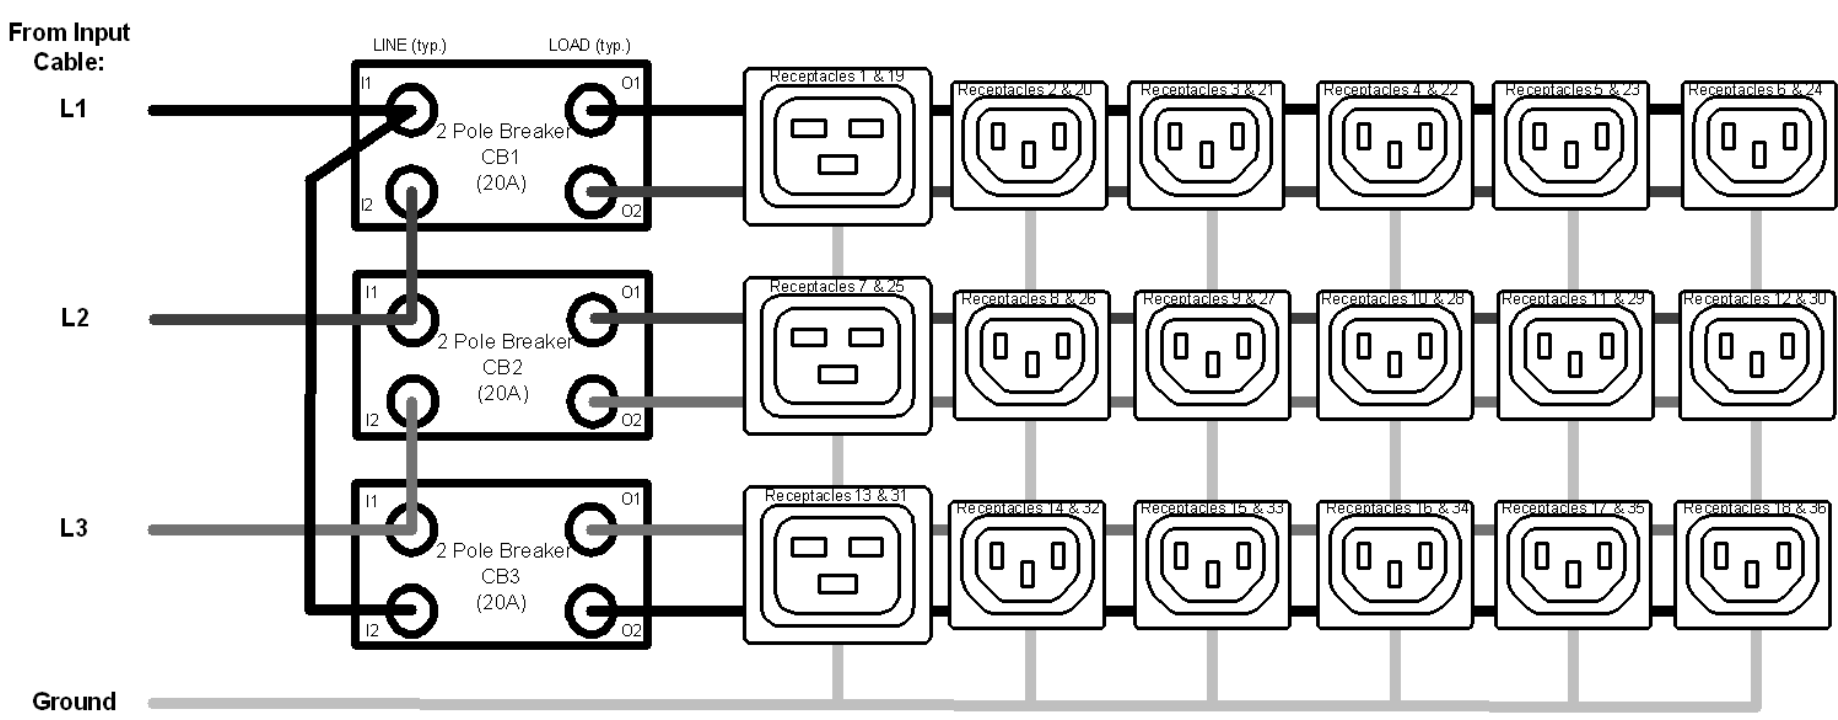 From Input
Cable:
LINE (typ.)
LOAD (typ.)
L1
I1
O1
2 Pole Breaker
CB1
(20A)
I2
O2
Receptacles 1 & 19
Receptacles 2 & 20
Receptacles 3 & 21
Receptacles 4 & 22
Receptacles 5 & 23
Receptacles 6 & 24
L2
I1
O1
2 Pole Breaker
CB2
(20A)
I2
O2
Receptacles 7 & 25
Receptacles 8 & 26
Receptacles 9 & 27
Receptacles 10 & 28
Receptacles 11 & 29
Receptacles 12 & 30
L3
I1
O1
2 Pole Breaker
CB3
(20A)
I2
O2
Receptacles 13 & 31
Receptacles 14 & 32
Receptacles 15 & 33
Receptacles 16 & 34
Receptacles 17 & 35
Receptacles 18 & 36
Ground